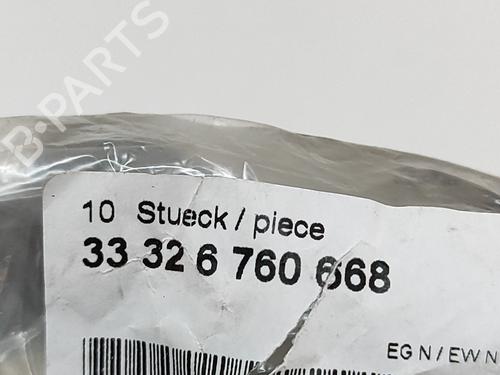 B-PARTS
10 Stueck / piece
33 32 6 760 668
EG N / EW N